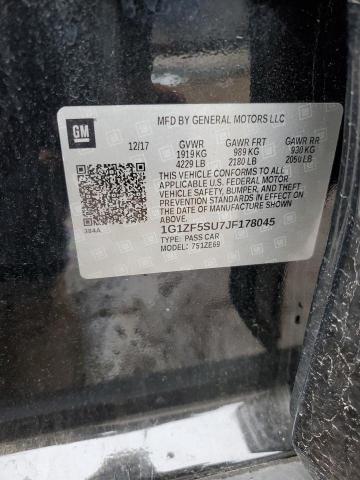 GM
MFD BY GENERAL MOTORS LLC
12/17 GVWR GAWR FRT GAWR RR
1919 KG 989 KG 930 KG
4229 LB 2180 LB 2050 LB
THIS VEHICLE CONFORMS TO ALL
APPLICABLE U.S. FEDERAL MOTOR
VEHICLE SAFETY, BUMPER, AND THEFT
PREVENTION STANDARDS IN EFFECT ON
THE DATE OF MANUFACTURE SHOWN ABOVE.
384A
1G1ZF5SU7JF178045
TYPE: PASS CAR
MODEL: 7S1ZE69